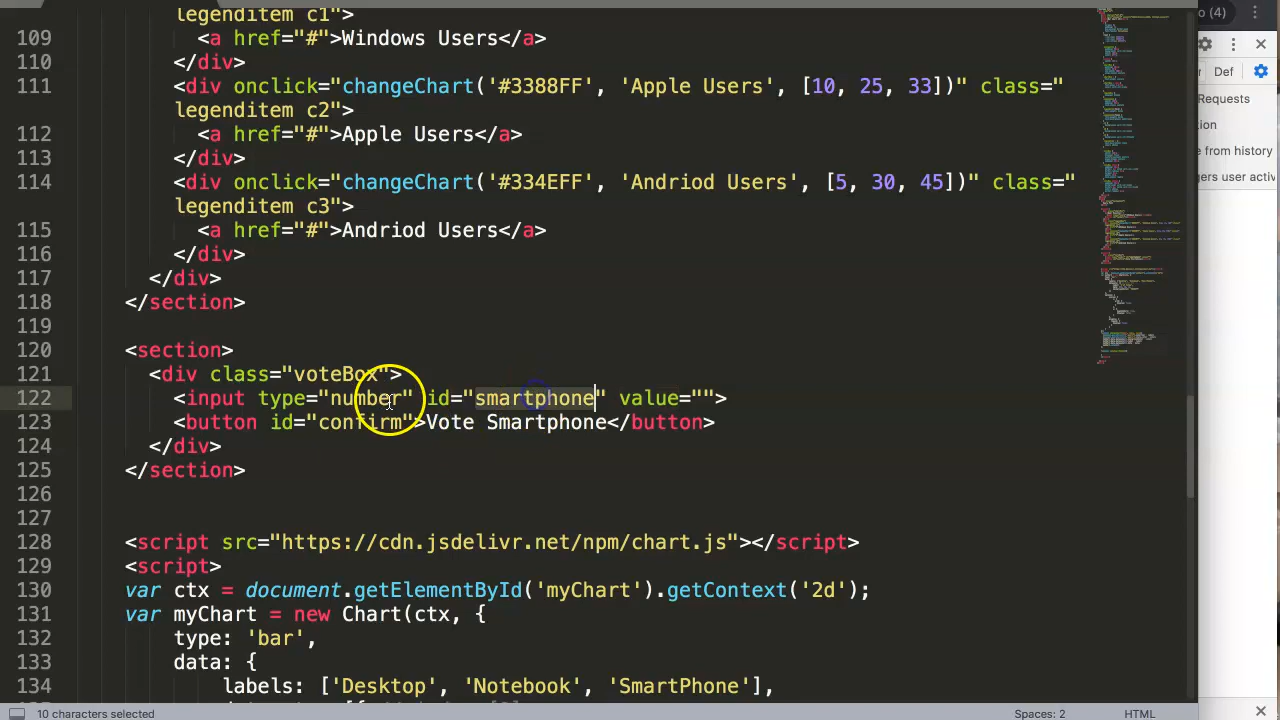 legenditem c1">
109 <a href="#">Windows Users</a>
110 </div>
111 <div onclick="changeChart('#3388FF', 'Apple Users', [10, 25, 33])" class="
legenditem c2">
112 <a href="#">Apple Users</a>
113 </div>
114 <div onclick="changeChart('#334EFF', 'Andriod Users', [5, 30, 45])" class="
legenditem c3">
115 <a href="#">Andriod Users</a>
116 </div>
117 </div>
118 </section>
119
120 <section>
121 <div class="voteBox">
122 <input type="number" id="smartphone" value="">
123 <button id="confirm">Vote Smartphone</button>
124 </div>
125 </section>
126
127
128 <script src="https://cdn.jsdelivr.net/npm/chart.js"></script>
129 <script>
130 var ctx = document.getElementById('myChart').getContext('2d');
131 var myChart = new Chart(ctx, {
132 type: 'bar',
133 data: {
134 labels: ['Desktop', 'Notebook', 'SmartPhone'],
10 characters selected
Spaces: 2
HTML
(4)
Def
Requests
e from history
gers user activ